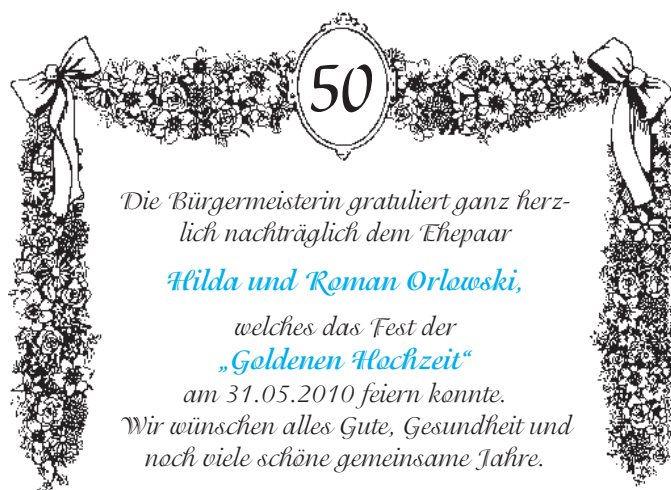 50
Die Bürgermeisterin gratuliert ganz herz-
lich nachträglich dem Ehepaar
Hilda und Roman Orlowski,
welches das Fest der
„Goldenen Hochzeit“
am 31.05.2010 feiern konnte.
Wir wünschen alles Gute, Gesundheit und
noch viele schöne gemeinsame Jahre.